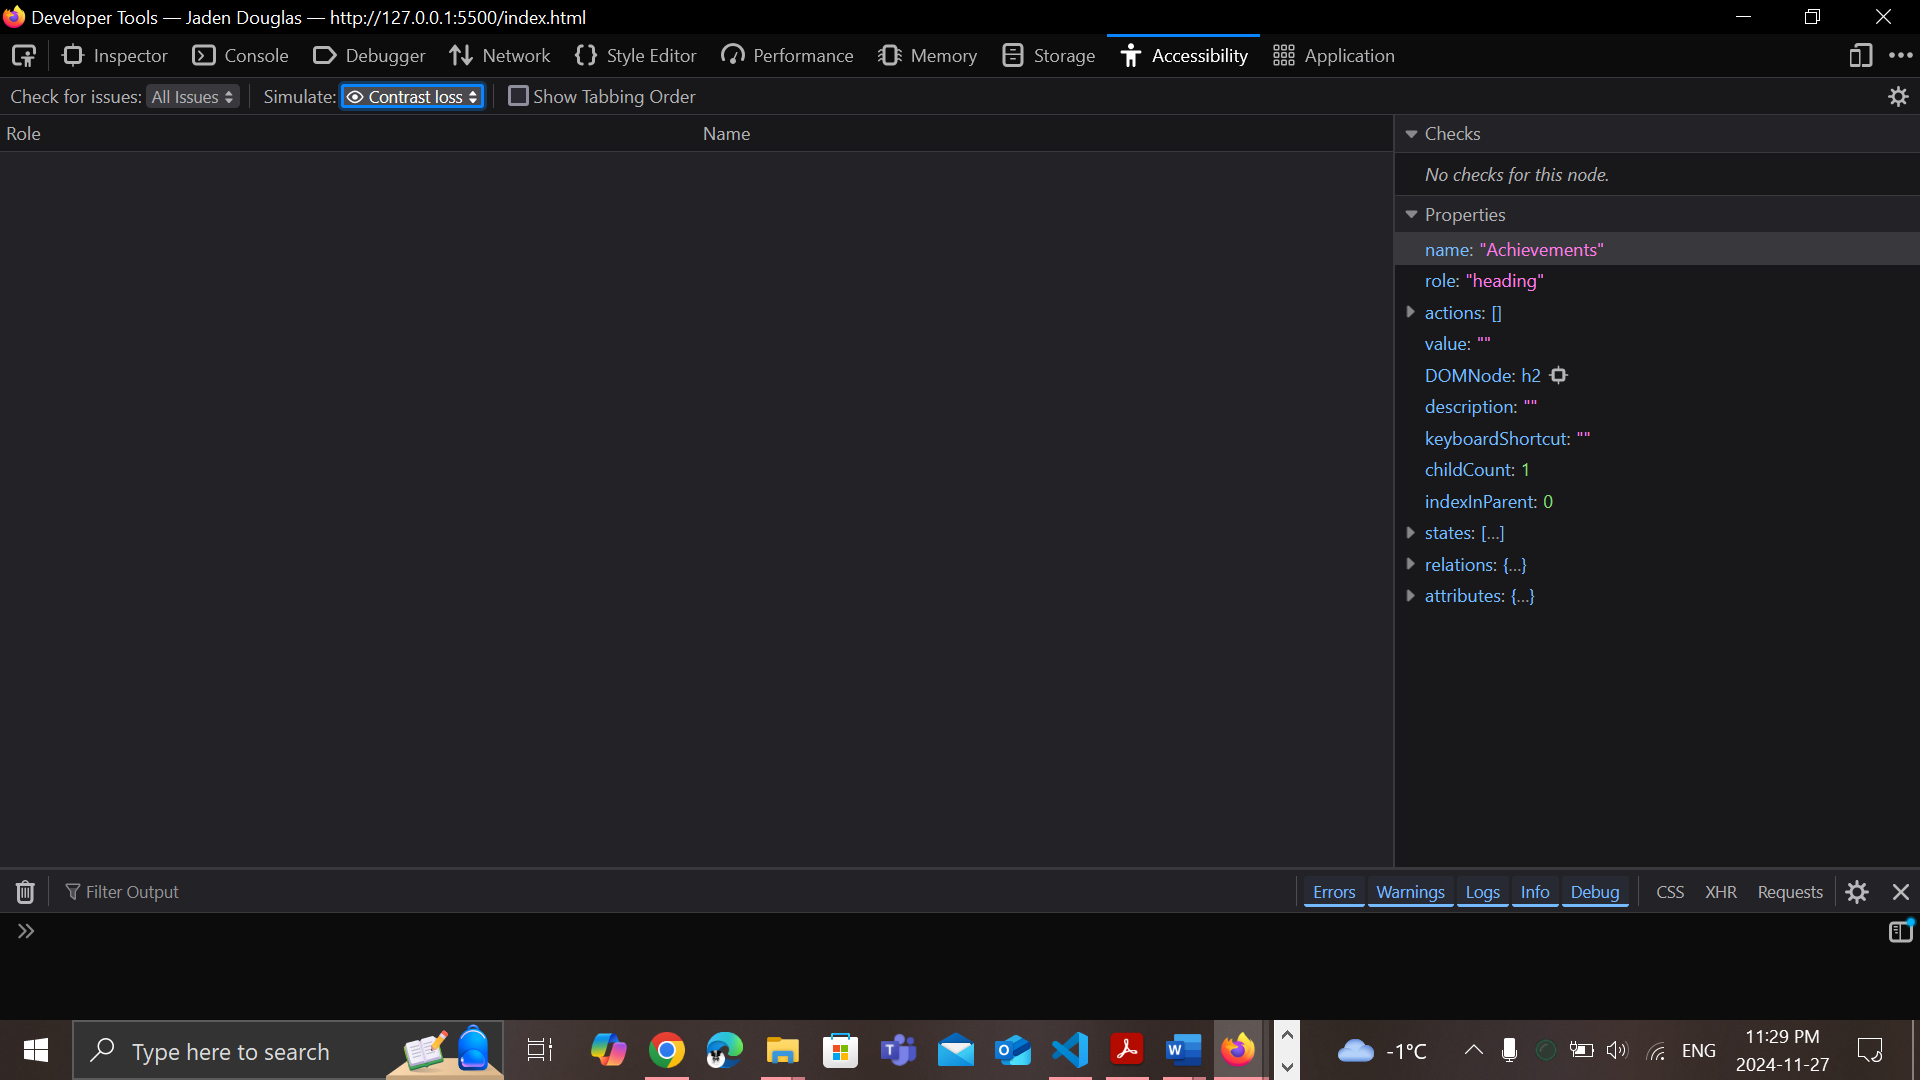 Developer Tools — Jaden Douglas — http://127.0.0.1:5500/index.html
Inspector Console Debugger Network Style Editor Performance Memory Storage Accessibility Application
Check for issues: All Issues Simulate: Contrast loss Show Tabbing Order
Role Name
Checks
No checks for this node.
Properties
name: "Achievements"
role: "heading"
actions: []
value: ""
DOMNode: h2
description: ""
keyboardShortcut: ""
childCount: 1
indexInParent: 0
states: [...]
relations: {...}
attributes: {...}
Filter Output Errors Warnings Logs Info Debug CSS XHR Requests
Type here to search
-1°C
ENG
11:29 PM
2024-11-27